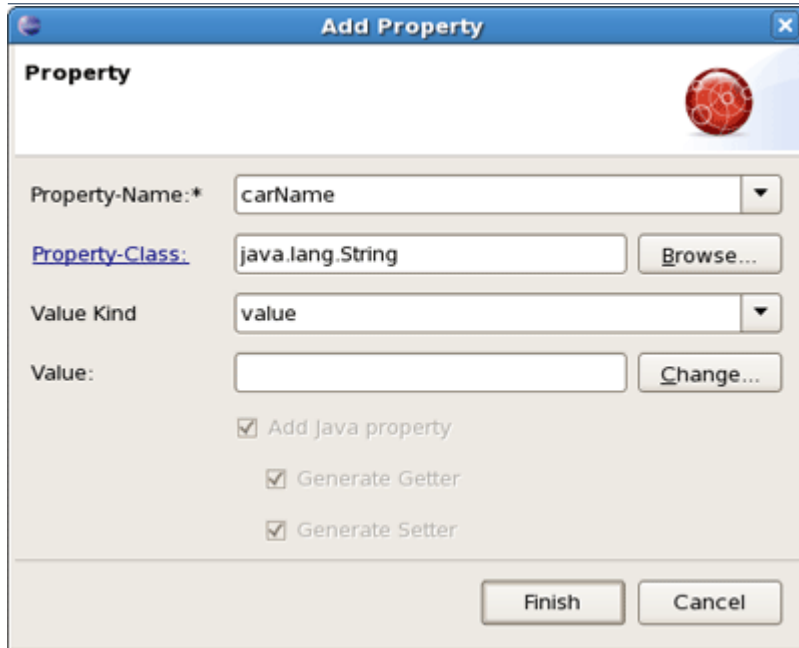 Add Property
Property
Property-Name:* carName
Property-Class: java.lang.String Browse...
Value Kind value
Value: Change...
Add Java property
Generate Getter
Generate Setter
Finish Cancel